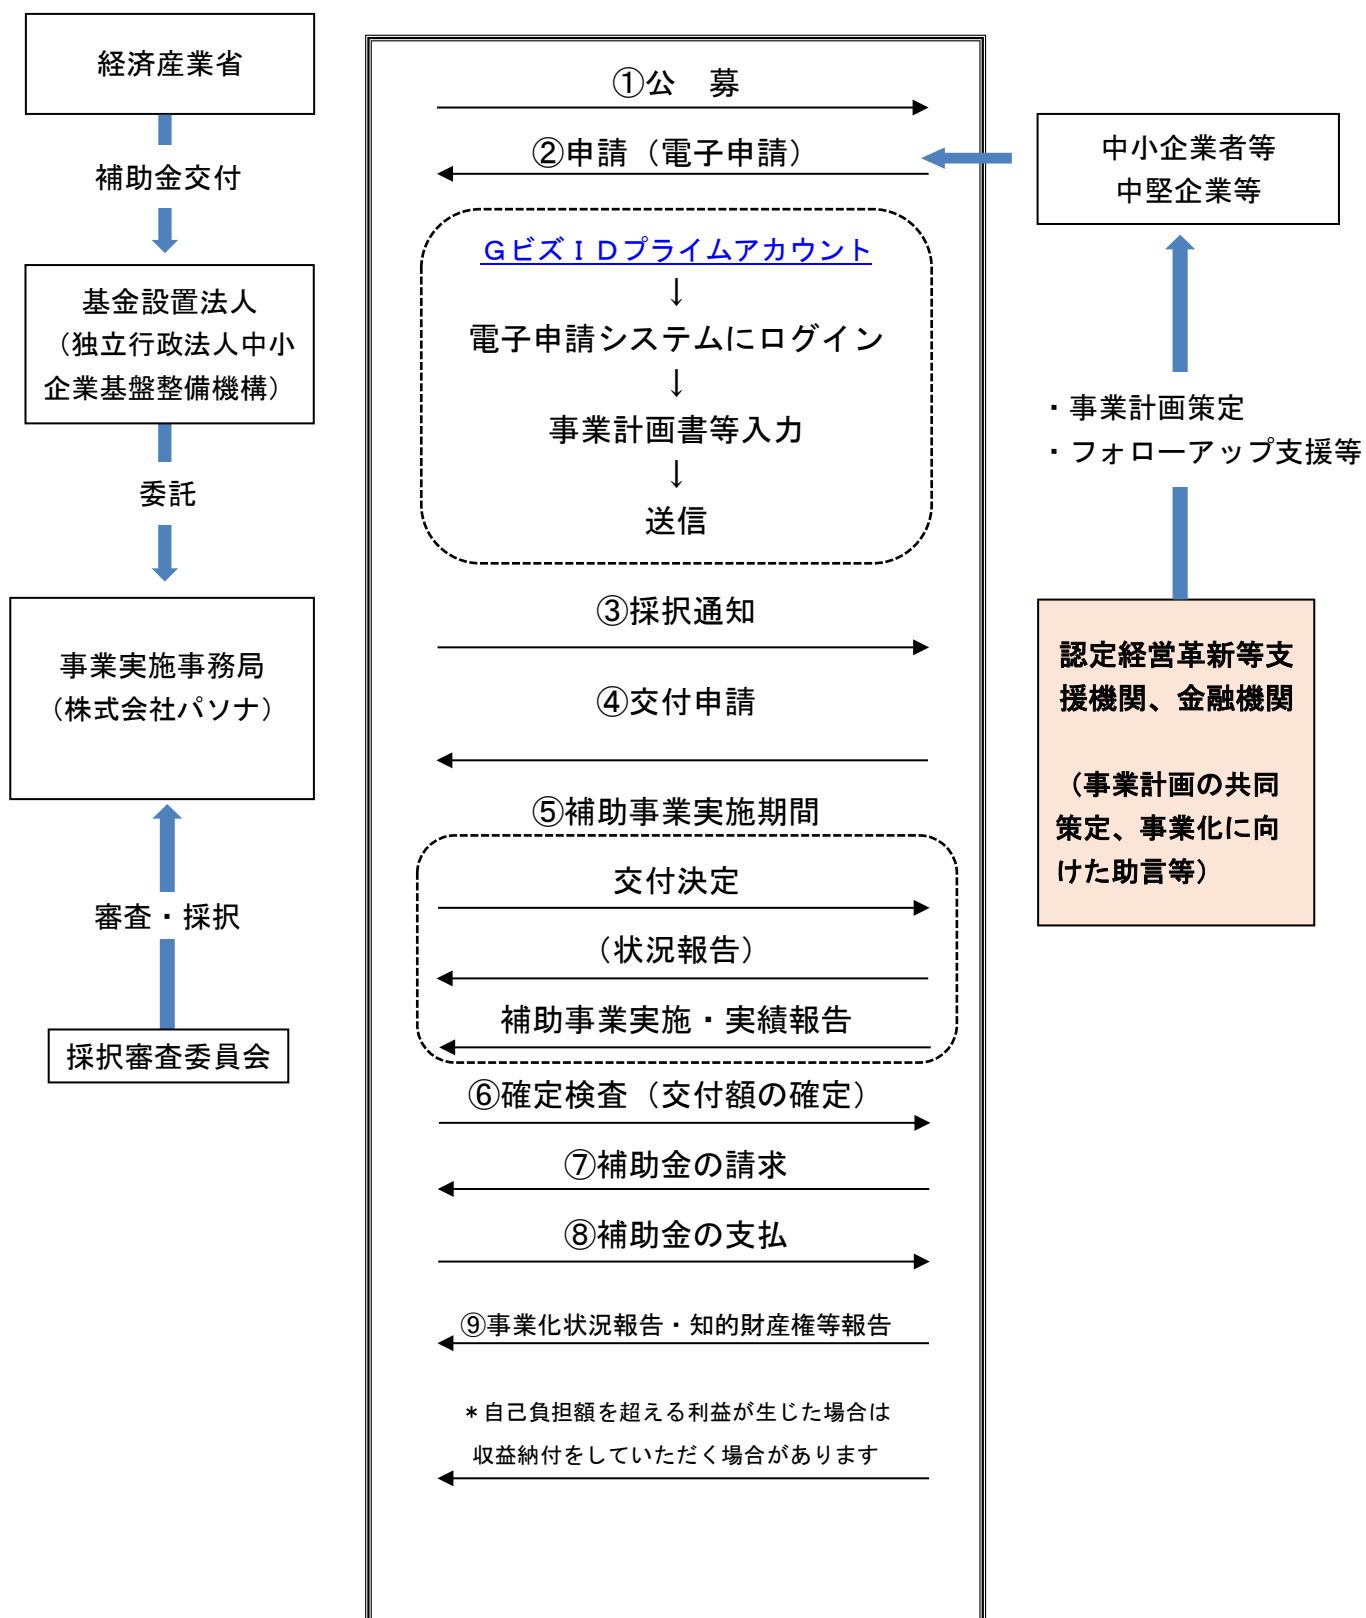 経済産業省
補助金交付
基金設置法人
（独立行政法人中小
企業基盤整備機構）
委託
事業実施事務局
（株式会社パソナ）
審査・採択
採択審査委員会
①公　募
②申請（電子申請）
ＧビズＩＤプライムアカウント
↓
電子申請システムにログイン
↓
事業計画書等入力
↓
送信
③採択通知
④交付申請
⑤補助事業実施期間
交付決定
（状況報告）
補助事業実施・実績報告
⑥確定検査（交付額の確定）
⑦補助金の請求
⑧補助金の支払
⑨事業化状況報告・知的財産権等報告
＊自己負担額を超える利益が生じた場合は
収益納付をしていただく場合があります
中小企業者等
中堅企業等
・事業計画策定
・フォローアップ支援等
認定経営革新等支
援機関、金融機関
（事業計画の共同
策定、事業化に向
けた助言等）